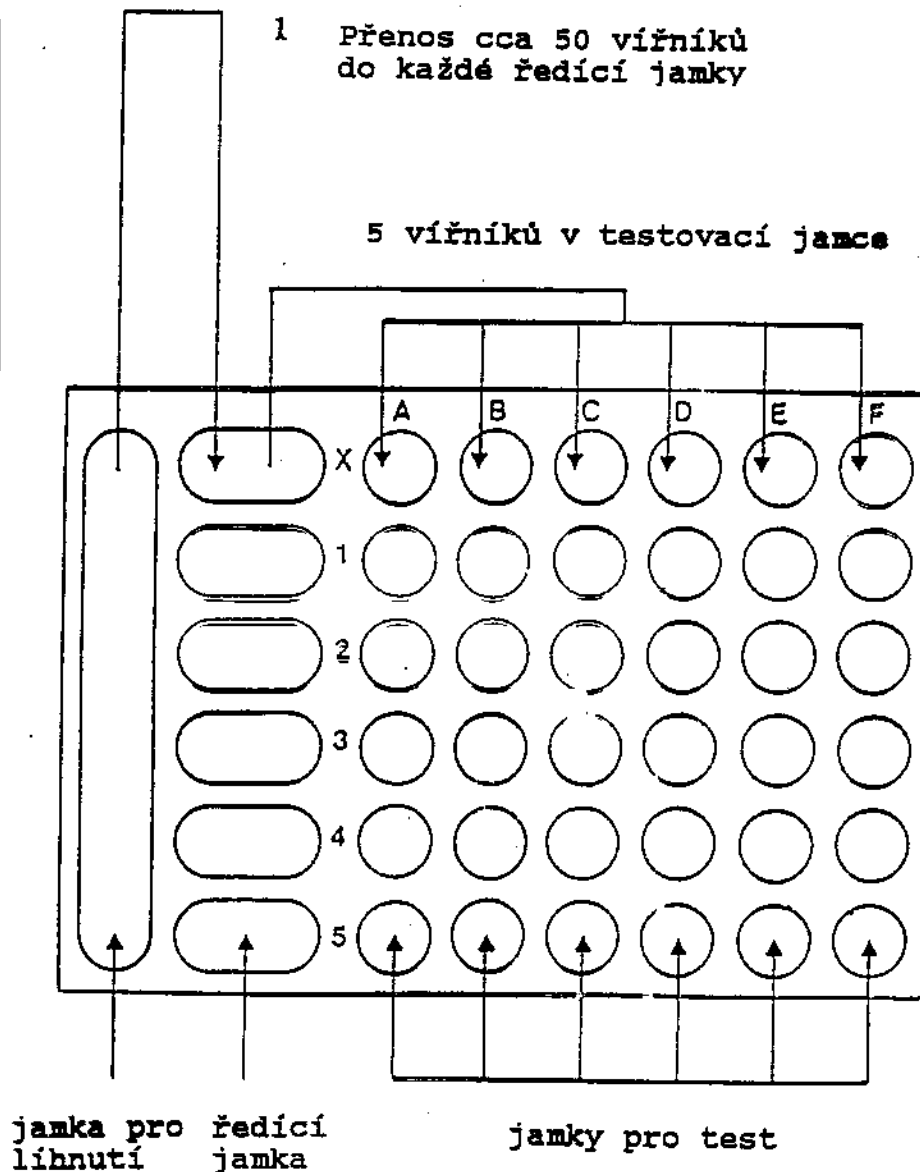 1 Přenos cca 50 vířníků
do každé ředící jamky
5 vířníků v testovací jamce
A B C D E F
X
1
2
3
4
5
jamka pro líhnutí
ředící jamka
jamky pro test